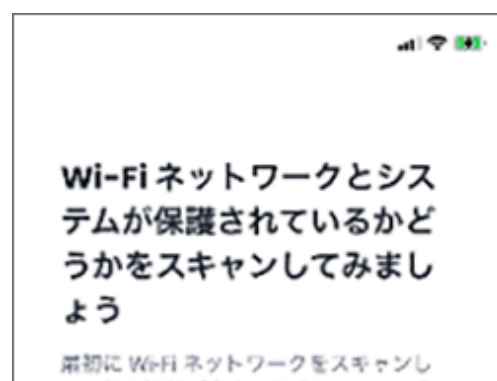 Wi-Fi ネットワークとシス
テムが保護されているかど
うかをスキャンしてみまし
ょう
最初に Wi-Fi ネットワークをスキャンし